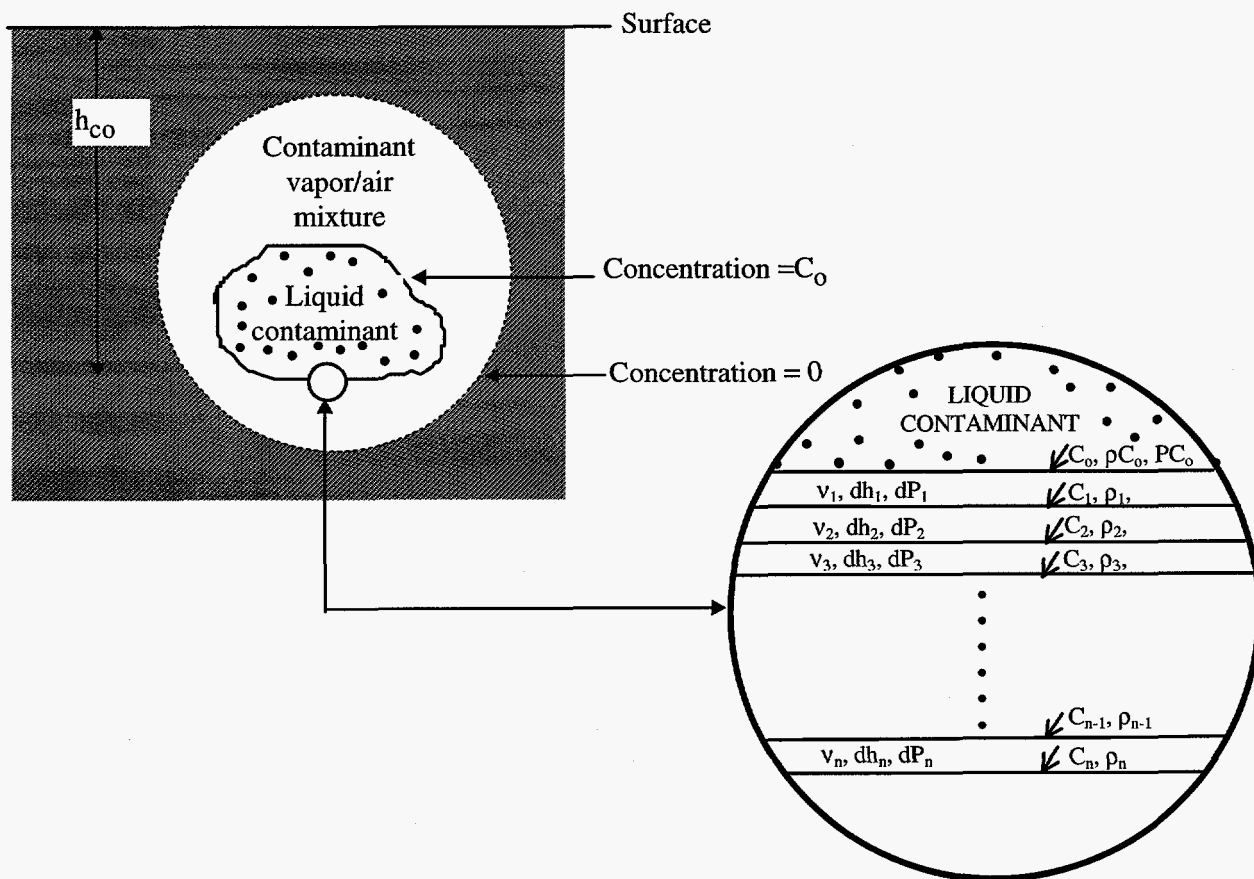 Surface
h_co
Contaminant
vapor/air
mixture
Concentration =C_o
Liquid
contaminant
Concentration = 0
LIQUID
CONTAMINANT
C_o, ρC_o, PC_o
ν_1, dh_1, dP_1 C_1, ρ_1,
ν_2, dh_2, dP_2 C_2, ρ_2,
ν_3, dh_3, dP_3 C_3, ρ_3,
C_n-1, ρ_n-1
ν_n, dh_n, dP_n C_n, ρ_n